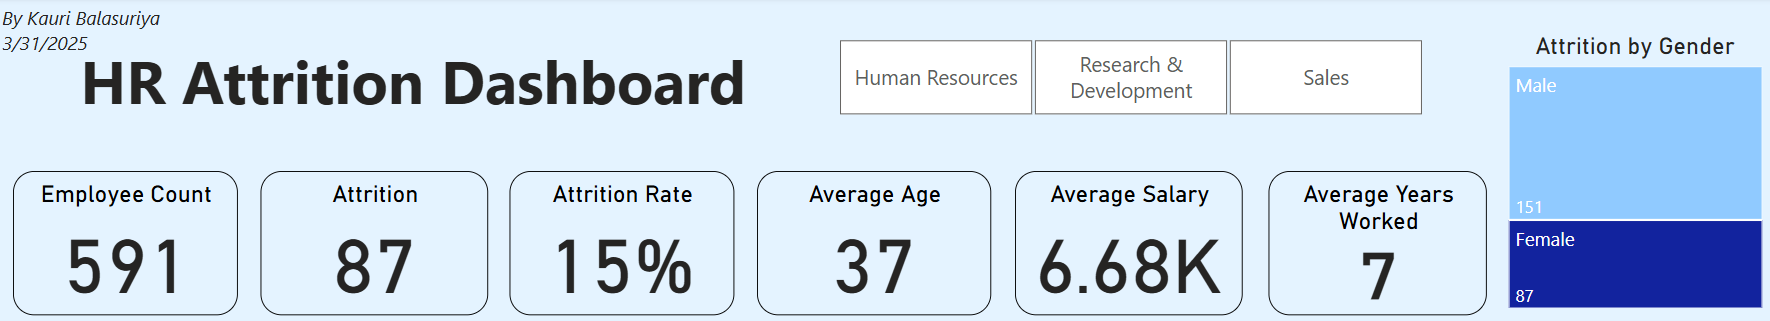 By Kauri Balasuriya
3/31/2025
HR Attrition Dashboard
Human Resources
Research &
Development
Sales
Attrition by Gender
Male
151
Female
87
Employee Count
591
Attrition
87
Attrition Rate
15%
Average Age
37
Average Salary
6.68K
Average Years
Worked
7